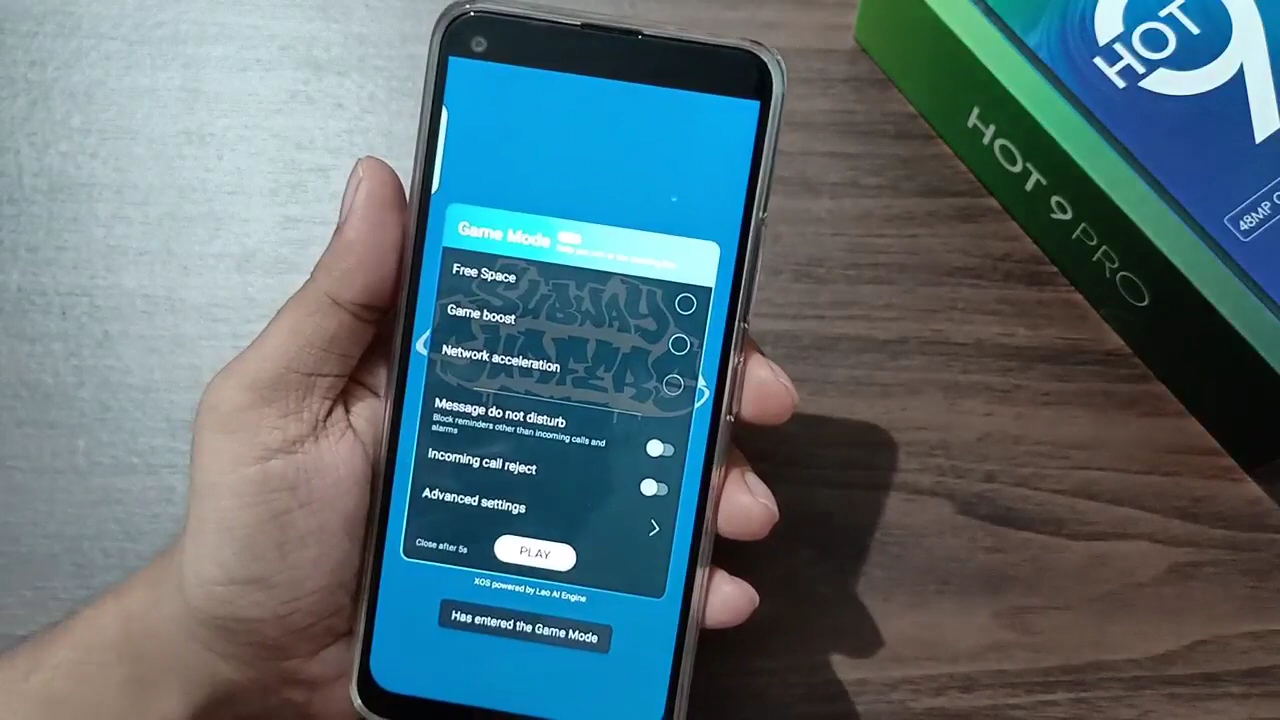 Game Mode
Free Space
Game boost
Network acceleration
Message do not disturb
Block reminders other than incoming calls and
alarms
Incoming call reject
Advanced settings
Close after 5s
PLAY
XOS powered by Lao AI Engine
Has entered the Game Mode
SUBWAY
SURFERS
HOT 9
HOT 9 PRO
48MP